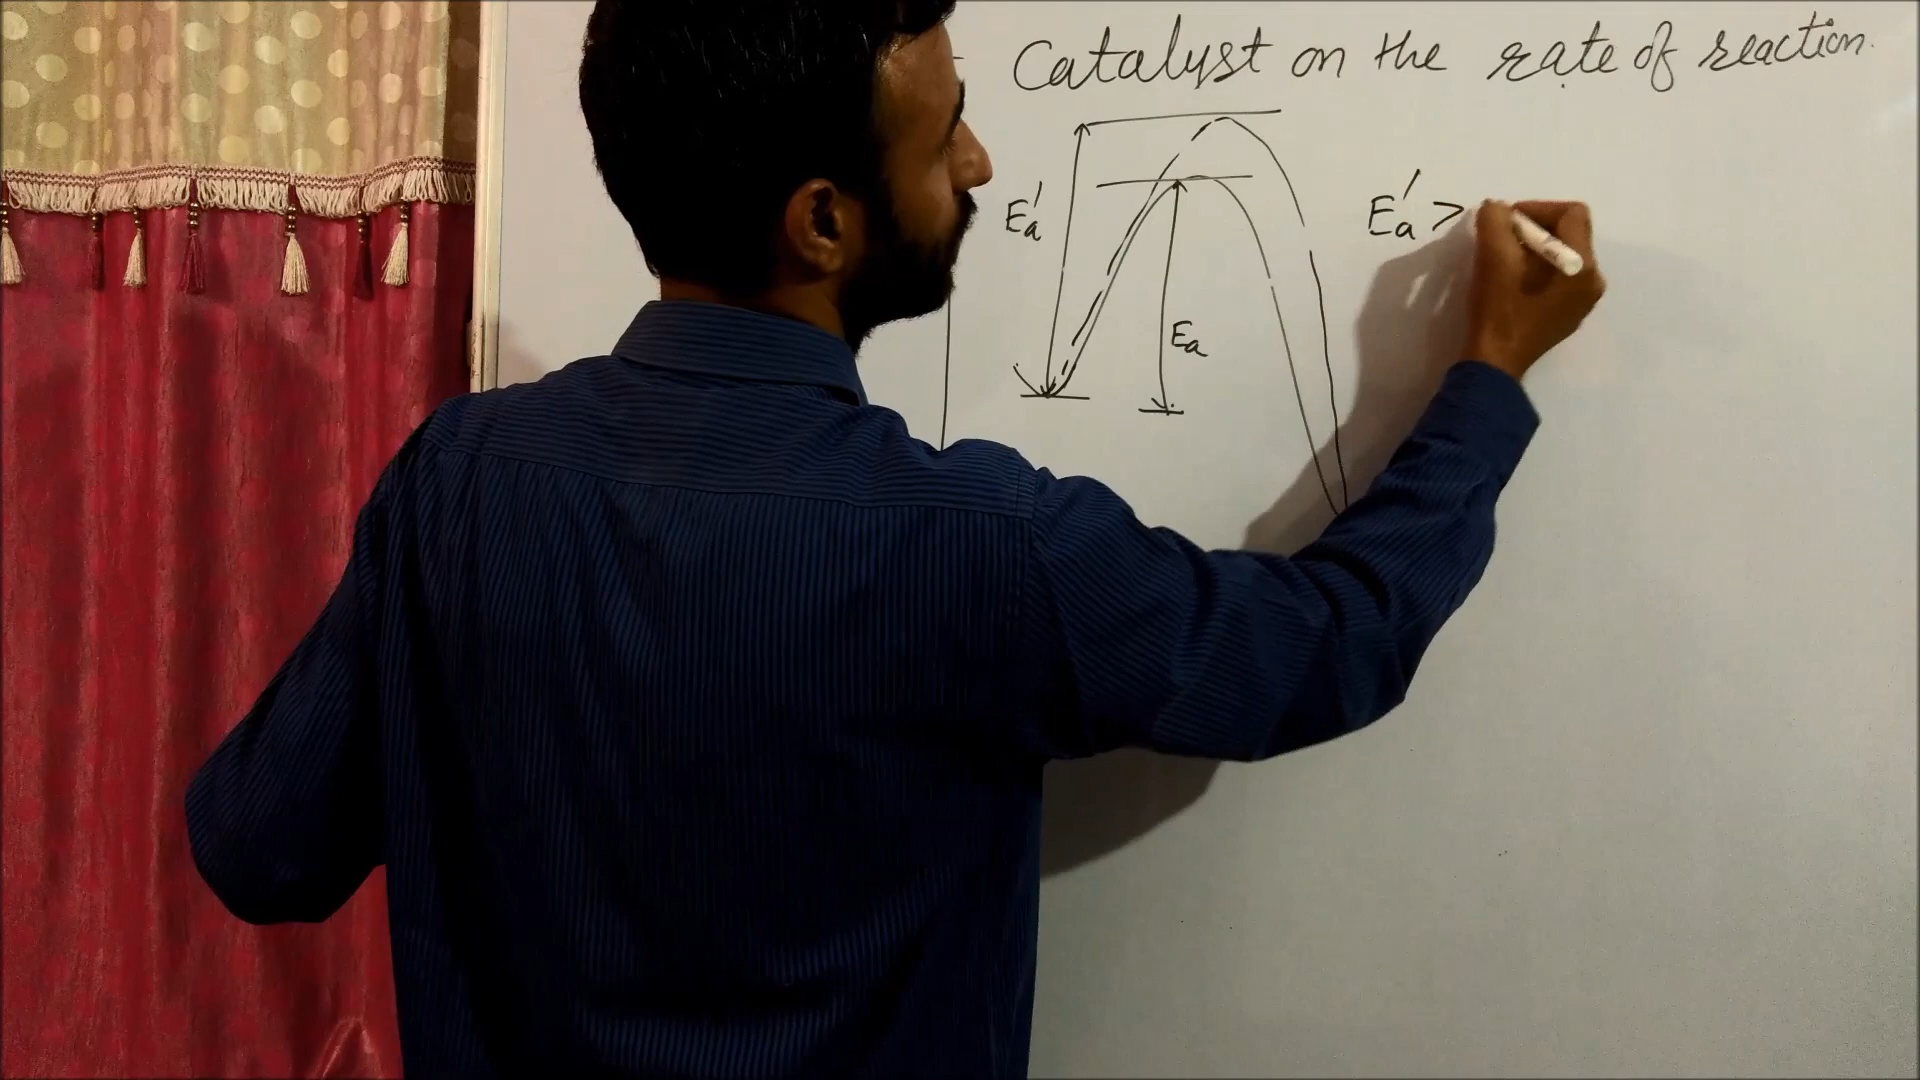 Catalyst on the rate of reaction.
Ea'
Ea' >
Ea